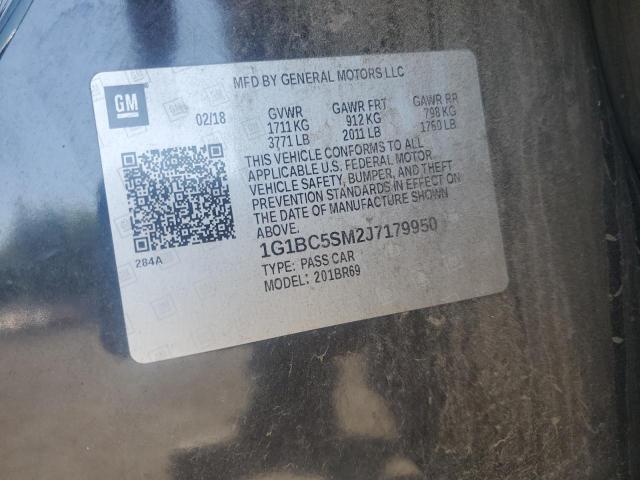 MFD BY GENERAL MOTORS LLC
GM
02/18 GVWR GAWR FRT GAWR RR
1711 KG 912 KG 798 KG
3771 LB 2011 LB 1760 LB
THIS VEHICLE CONFORMS TO ALL
APPLICABLE U.S. FEDERAL MOTOR
VEHICLE SAFETY, BUMPER, AND THEFT
PREVENTION STANDARDS IN EFFECT ON
THE DATE OF MANUFACTURE SHOWN
ABOVE.
1G1BC5SM2J7179950
284A
TYPE: PASS CAR
MODEL: 201BR69